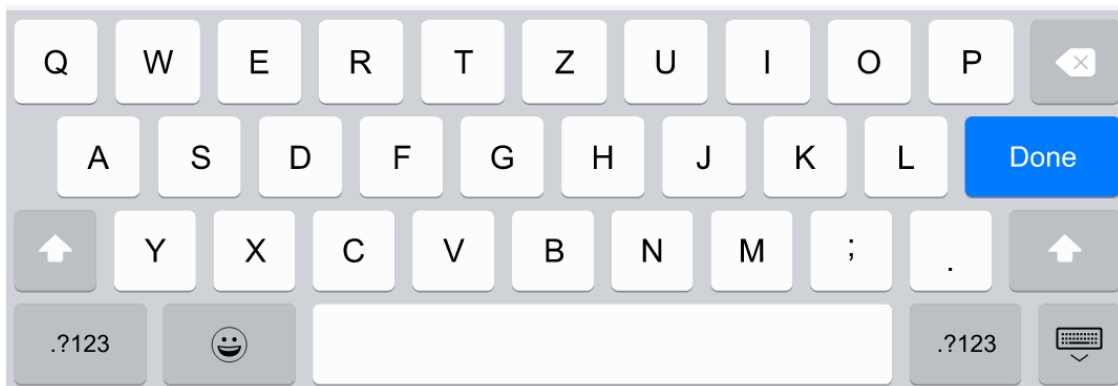 Q W E R T Z U I O P
A S D F G H J K L Done
Y X C V B N M ; .
.?123 .?123